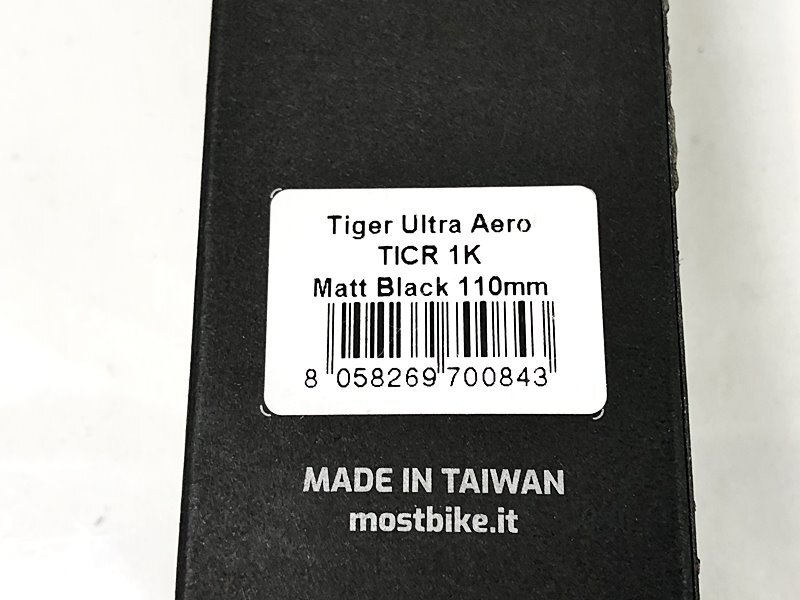 Tiger Ultra Aero
TICR 1K
Matt Black 110mm
8 058269 700843
MADE IN TAIWAN
mostbike.it